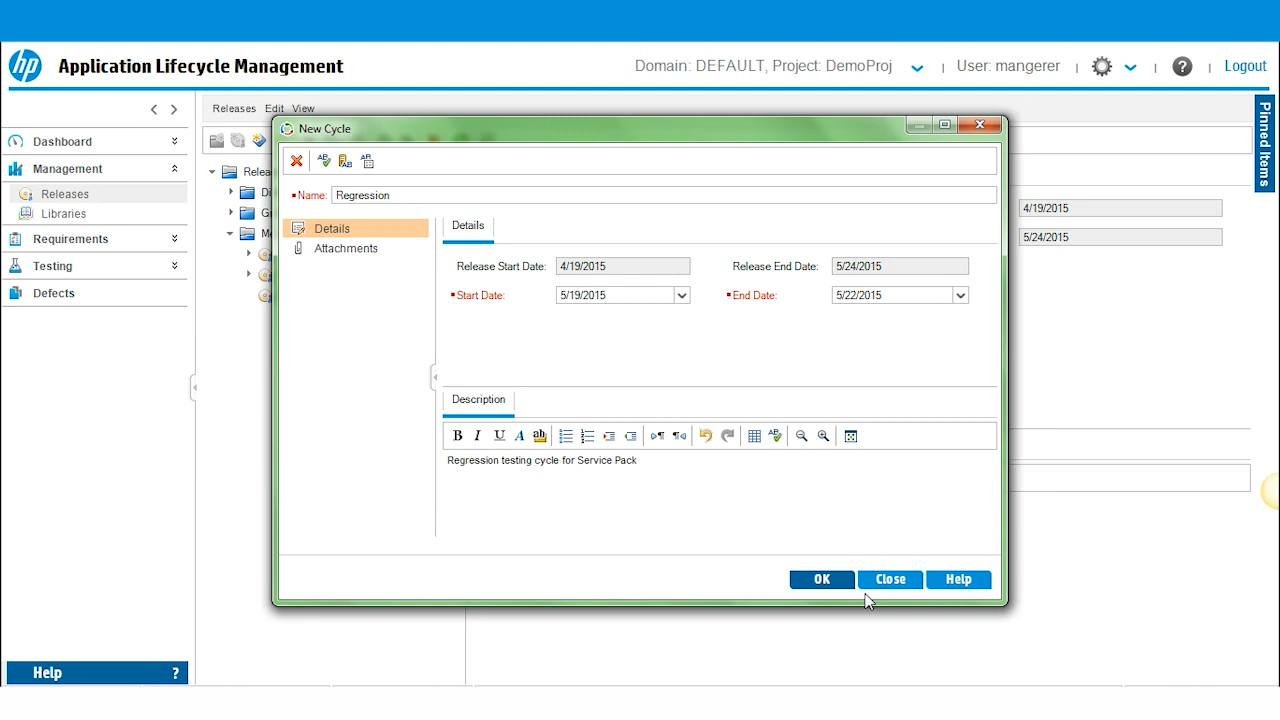 hp Application Lifecycle Management Domain: DEFAULT, Project: DemoProj | User: mangerer | | ? | Logout
Releases Edit View
Pinned Items
Dashboard
Management
Releases
Libraries
Requirements
Testing
Defects
Help ?
4/19/2015
5/24/2015
New Cycle
Name: Regression
Details
Attachments
Details
Release Start Date: 4/19/2015 Release End Date: 5/24/2015
Start Date: 5/19/2015 End Date: 5/22/2015
Description
B I U A ab
Regression testing cycle for Service Pack
OK Close Help